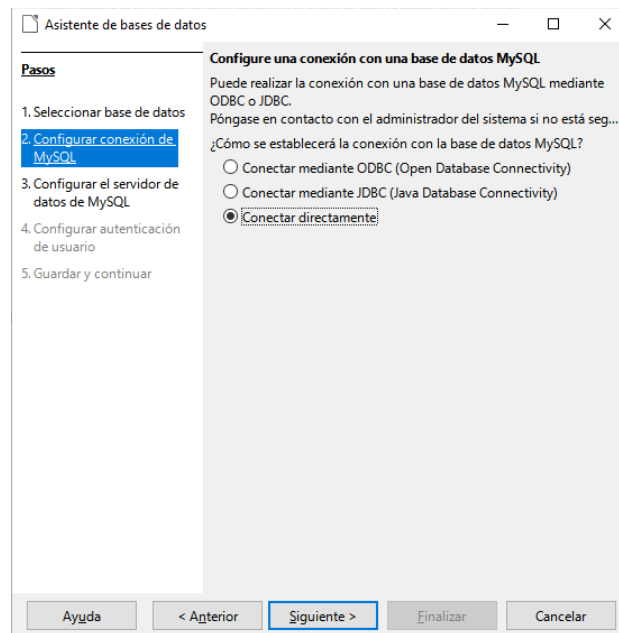 Asistente de bases de datos
Pasos
1. Seleccionar base de datos
2. Configurar conexión de
MySQL
3. Configurar el servidor de
datos de MySQL
4. Configurar autenticación
de usuario
5. Guardar y continuar
Configure una conexión con una base de datos MySQL
Puede realizar la conexión con una base de datos MySQL mediante
ODBC o JDBC.
Póngase en contacto con el administrador del sistema si no está seg...
¿Cómo se establecerá la conexión con la base de datos MySQL?
Conectar mediante ODBC (Open Database Connectivity)
Conectar mediante JDBC (Java Database Connectivity)
Conectar directamente
Ayuda
< Anterior
Siguiente >
Finalizar
Cancelar